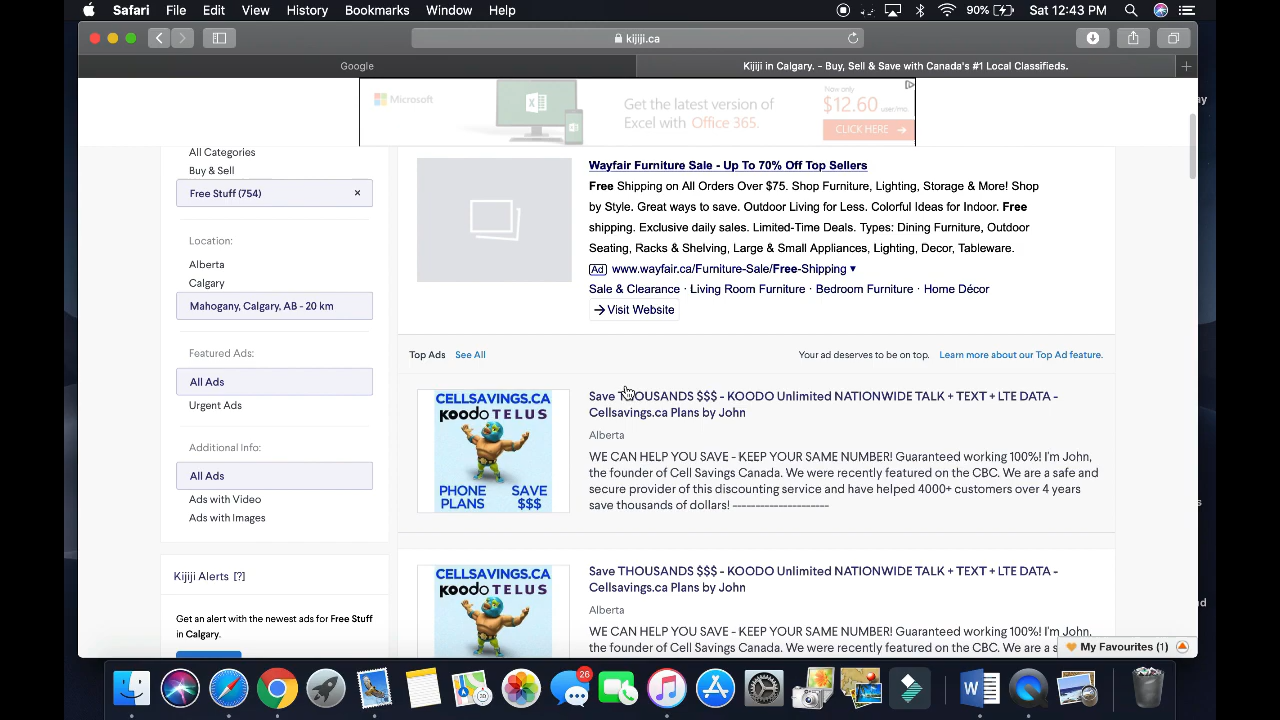 Safari File Edit View History Bookmarks Window Help 90% Sat 12:43 PM
kijiji.ca
Google
Kijiji in Calgary. - Buy, Sell & Save with Canada's #1 Local Classifieds.
Microsoft
Get the latest version of
Excel with Office 365.
Now only
$12.60 user/mo.
CLICK HERE
All Categories
Buy & Sell
Free Stuff (754) ×
Location:
Alberta
Calgary
Mahogany, Calgary, AB - 20 km
Featured Ads:
All Ads
Urgent Ads
Additional Info:
All Ads
Ads with Video
Ads with Images
Kijiji Alerts [?]
Get an alert with the newest ads for Free Stuff
in Calgary.
Wayfair Furniture Sale - Up To 70% Off Top Sellers
Free Shipping on All Orders Over $75. Shop Furniture, Lighting, Storage & More! Shop
by Style. Great ways to save. Outdoor Living for Less. Colorful Ideas for Indoor. Free
shipping. Exclusive daily sales. Limited-Time Deals. Types: Dining Furniture, Outdoor
Seating, Racks & Shelving, Large & Small Appliances, Lighting, Decor, Tableware.
Ad www.wayfair.ca/Furniture-Sale/Free-Shipping
Sale & Clearance · Living Room Furniture · Bedroom Furniture · Home Décor
Visit Website
Top Ads See All Your ad deserves to be on top. Learn more about our Top Ad feature.
CELLSAVINGS.CA
koodo TELUS
PHONE SAVE
PLANS $$$
Save THOUSANDS $$$ - KOODO Unlimited NATIONWIDE TALK + TEXT + LTE DATA -
Cellsavings.ca Plans by John
Alberta
WE CAN HELP YOU SAVE - KEEP YOUR SAME NUMBER! Guaranteed working 100%! I'm John,
the founder of Cell Savings Canada. We were recently featured on the CBC. We are a safe and
secure provider of this discounting service and have helped 4000+ customers over 4 years
save thousands of dollars! ----------------------
CELLSAVINGS.CA
koodo TELUS
Save THOUSANDS $$$ - KOODO Unlimited NATIONWIDE TALK + TEXT + LTE DATA -
Cellsavings.ca Plans by John
Alberta
WE CAN HELP YOU SAVE - KEEP YOUR SAME NUMBER! Guaranteed working 100%! I'm John,
the founder of Cell Savings Canada. We were recently featured on the CBC. We are a s
My Favourites (1)
26